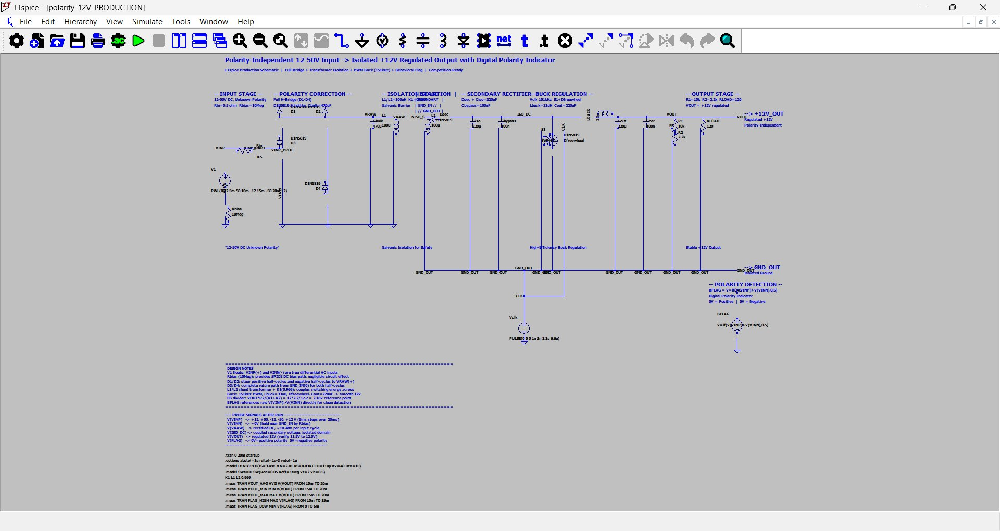 LTspice - [polarity_12V_PRODUCTION]
File Edit Hierarchy View Simulate Tools Window Help
.ac net t .t
Polarity-Independent 12-50V Input -> Isolated +12V Regulated Output with Digital Polarity Indicator
LTspice Production Schematic | Full-Bridge + Transformer Isolation + PWM Buck (151kHz) + Behavioral Flag | Competition-Ready
-- INPUT STAGE --
12-50V DC, Unknown Polarity
Rin=0.5 ohm Rbias=10Meg
-- POLARITY CORRECTION --
Full H-Bridge (D1-D4)
-- ISOLATION STAGE --
L1/L2=100uH
Galvanic Barrier
| GND_IN // |
| // GND_OUT |
-- SECONDARY RECTIFIER --
Dsec + Ciso=220uF
Cbypass=100nF
BUCK REGULATION --
Vclk 151kHz S1+Dfreewheel
Lbuck=33uH Cout=220uF
-- OUTPUT STAGE --
R1=10k R2=2.2k RLOAD=120
VOUT = +12V regulated
D1
D2
VRAW
L1
VRAW
NISO_S
L2
Dsec
ISO_DC
Lbuck
33µ
VOUT
--> +12V_OUT
Regulated +12V
Polarity-Independent
Cbulk
470µ
100µ
100µ
D1N5819
Ciso
220µ
Cbypass
100n
S1
CLK
D1N5819
Dfreewheel
Cout
220µ
Ccer
100n
FB
R1
10k
R2
2.2k
RLOAD
120
VOUT
D1N5819
D3
VINP
Rin
0.5
VINP_PROT
V1
PWL(0 12 5m 50 10m -12 15m -50 20m 12)
VINN
D1N5819
D4
Rbias
10Meg
"12-50V DC Unknown Polarity"
Galvanic Isolation for Safety
High-Efficiency Buck Regulation
Stable +12V Output
GND_OUT
GND_OUT GND_OUT GND_OUT GND_OUT GND_OUT GND_OUT GND_OUT GND_OUT GND_OUT
GND_OUT
--> GND_OUT
Isolated Ground
-- POLARITY DETECTION --
BFLAG = V=if(V(VINP)>V(VINN),0,5)
Digital Polarity Indicator
0V = Positive | 5V = Negative
CLK
Vclk
PULSE(0 5 0 1n 1n 3.3u 6.6u)
BFLAG
V=if(V(VINP)>V(VINN),0,5)
================================================================
DESIGN NOTES
V1 floats: VINP(+) and VINN(-) are true differential AC inputs
Rbias (10Meg): provides SPICE DC bias path, negligible circuit effect
D1/D2: steer positive half-cycles and negative half-cycles to VRAW(+)
D3/D4: complete return path from GND_IN(0) for both half-cycles
L1/L2 shunt transformer + K1(0.999): couples switching energy across
Buck: 151kHz PWM, Lbuck=33uH, Dfreewheel, Cout=220uF -> smooth 12V
FB divider: VOUT*R2/(R1+R2) = 12*2.2/12.2 = 2.16V reference point
BFLAG references raw V(VINP)>V(VINN) directly for clean detection
================================================================
---- PROBE SIGNALS AFTER RUN ------------------------------------
V(VINP) -> +12, +50, -12, -50, +12 V (5ms steps over 20ms)
V(VINN) -> ~0V (held near GND_IN by Rbias)
V(VRAW) -> rectified DC, ~10-48V per input cycle
V(ISO_DC) -> coupled secondary voltage, isolated domain
V(VOUT) -> regulated 12V (verify 11.5V to 12.5V)
V(FLAG) -> 0V=positive polarity 5V=negative polarity
-----------------------------------------------------------------
.tran 0 20m startup
.options abstol=1u reltol=1e-3 vntol=1u
.model D1N5819 D(IS=3.49e-8 N=2.01 RS=0.034 CJO=110p BV=40 IBV=1u)
.model SWMOD SW(Ron=0.05 Roff=1Meg Vt=2 Vh=0.5)
K1 L1 L2 0.999
.meas TRAN VOUT_AVG AVG V(VOUT) FROM 15m TO 20m
.meas TRAN VOUT_MIN MIN V(VOUT) FROM 15m TO 20m
.meas TRAN VOUT_MAX MAX V(VOUT) FROM 15m TO 20m
.meas TRAN FLAG_HIGH MAX V(FLAG) FROM 10m TO 15m
.meas TRAN FLAG_LOW MIN V(FLAG) FROM 0 TO 5m